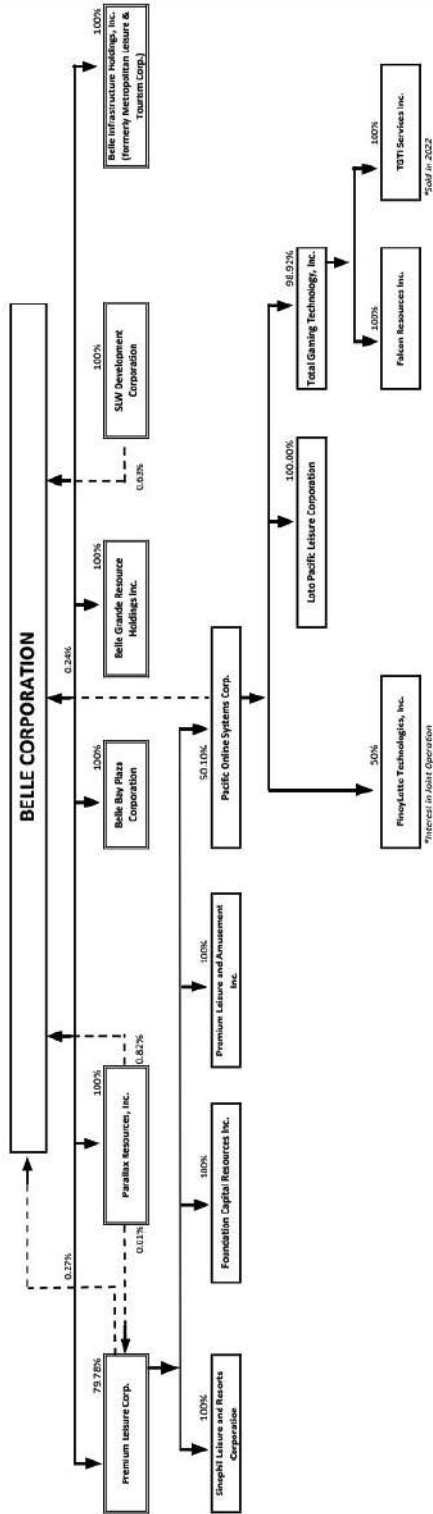 BELLE CORPORATION
0.27%
0.24%
79.78%
Premium Leisure Corp.
0.01%
100%
Parallax Resources, Inc.
0.82%
100%
Belle Bay Plaza
Corporation
100%
Belle Grande Resource
Holdings Inc.
100%
SLW Development
Corporation
0.63%
100%
Belle Infrastructure Holdings, Inc.
(formerly Metropolitan Leisure &
Tourism Corp.)
100%
Sinophil Leisure and Resorts
Corporation
100%
Foundation Capital Resources Inc.
100%
Premium Leisure and Amusement
Inc.
50.10%
Pacific Online Systems Corp.
50%
PinoyLotto Technologies, Inc.
*Interest in Joint Operation
100.00%
Loto Pacific Leisure Corporation
98.92%
Total Gaming Technology, Inc.
100%
Falcon Resources Inc.
100%
TGTI Services Inc.
*Sold in 2022